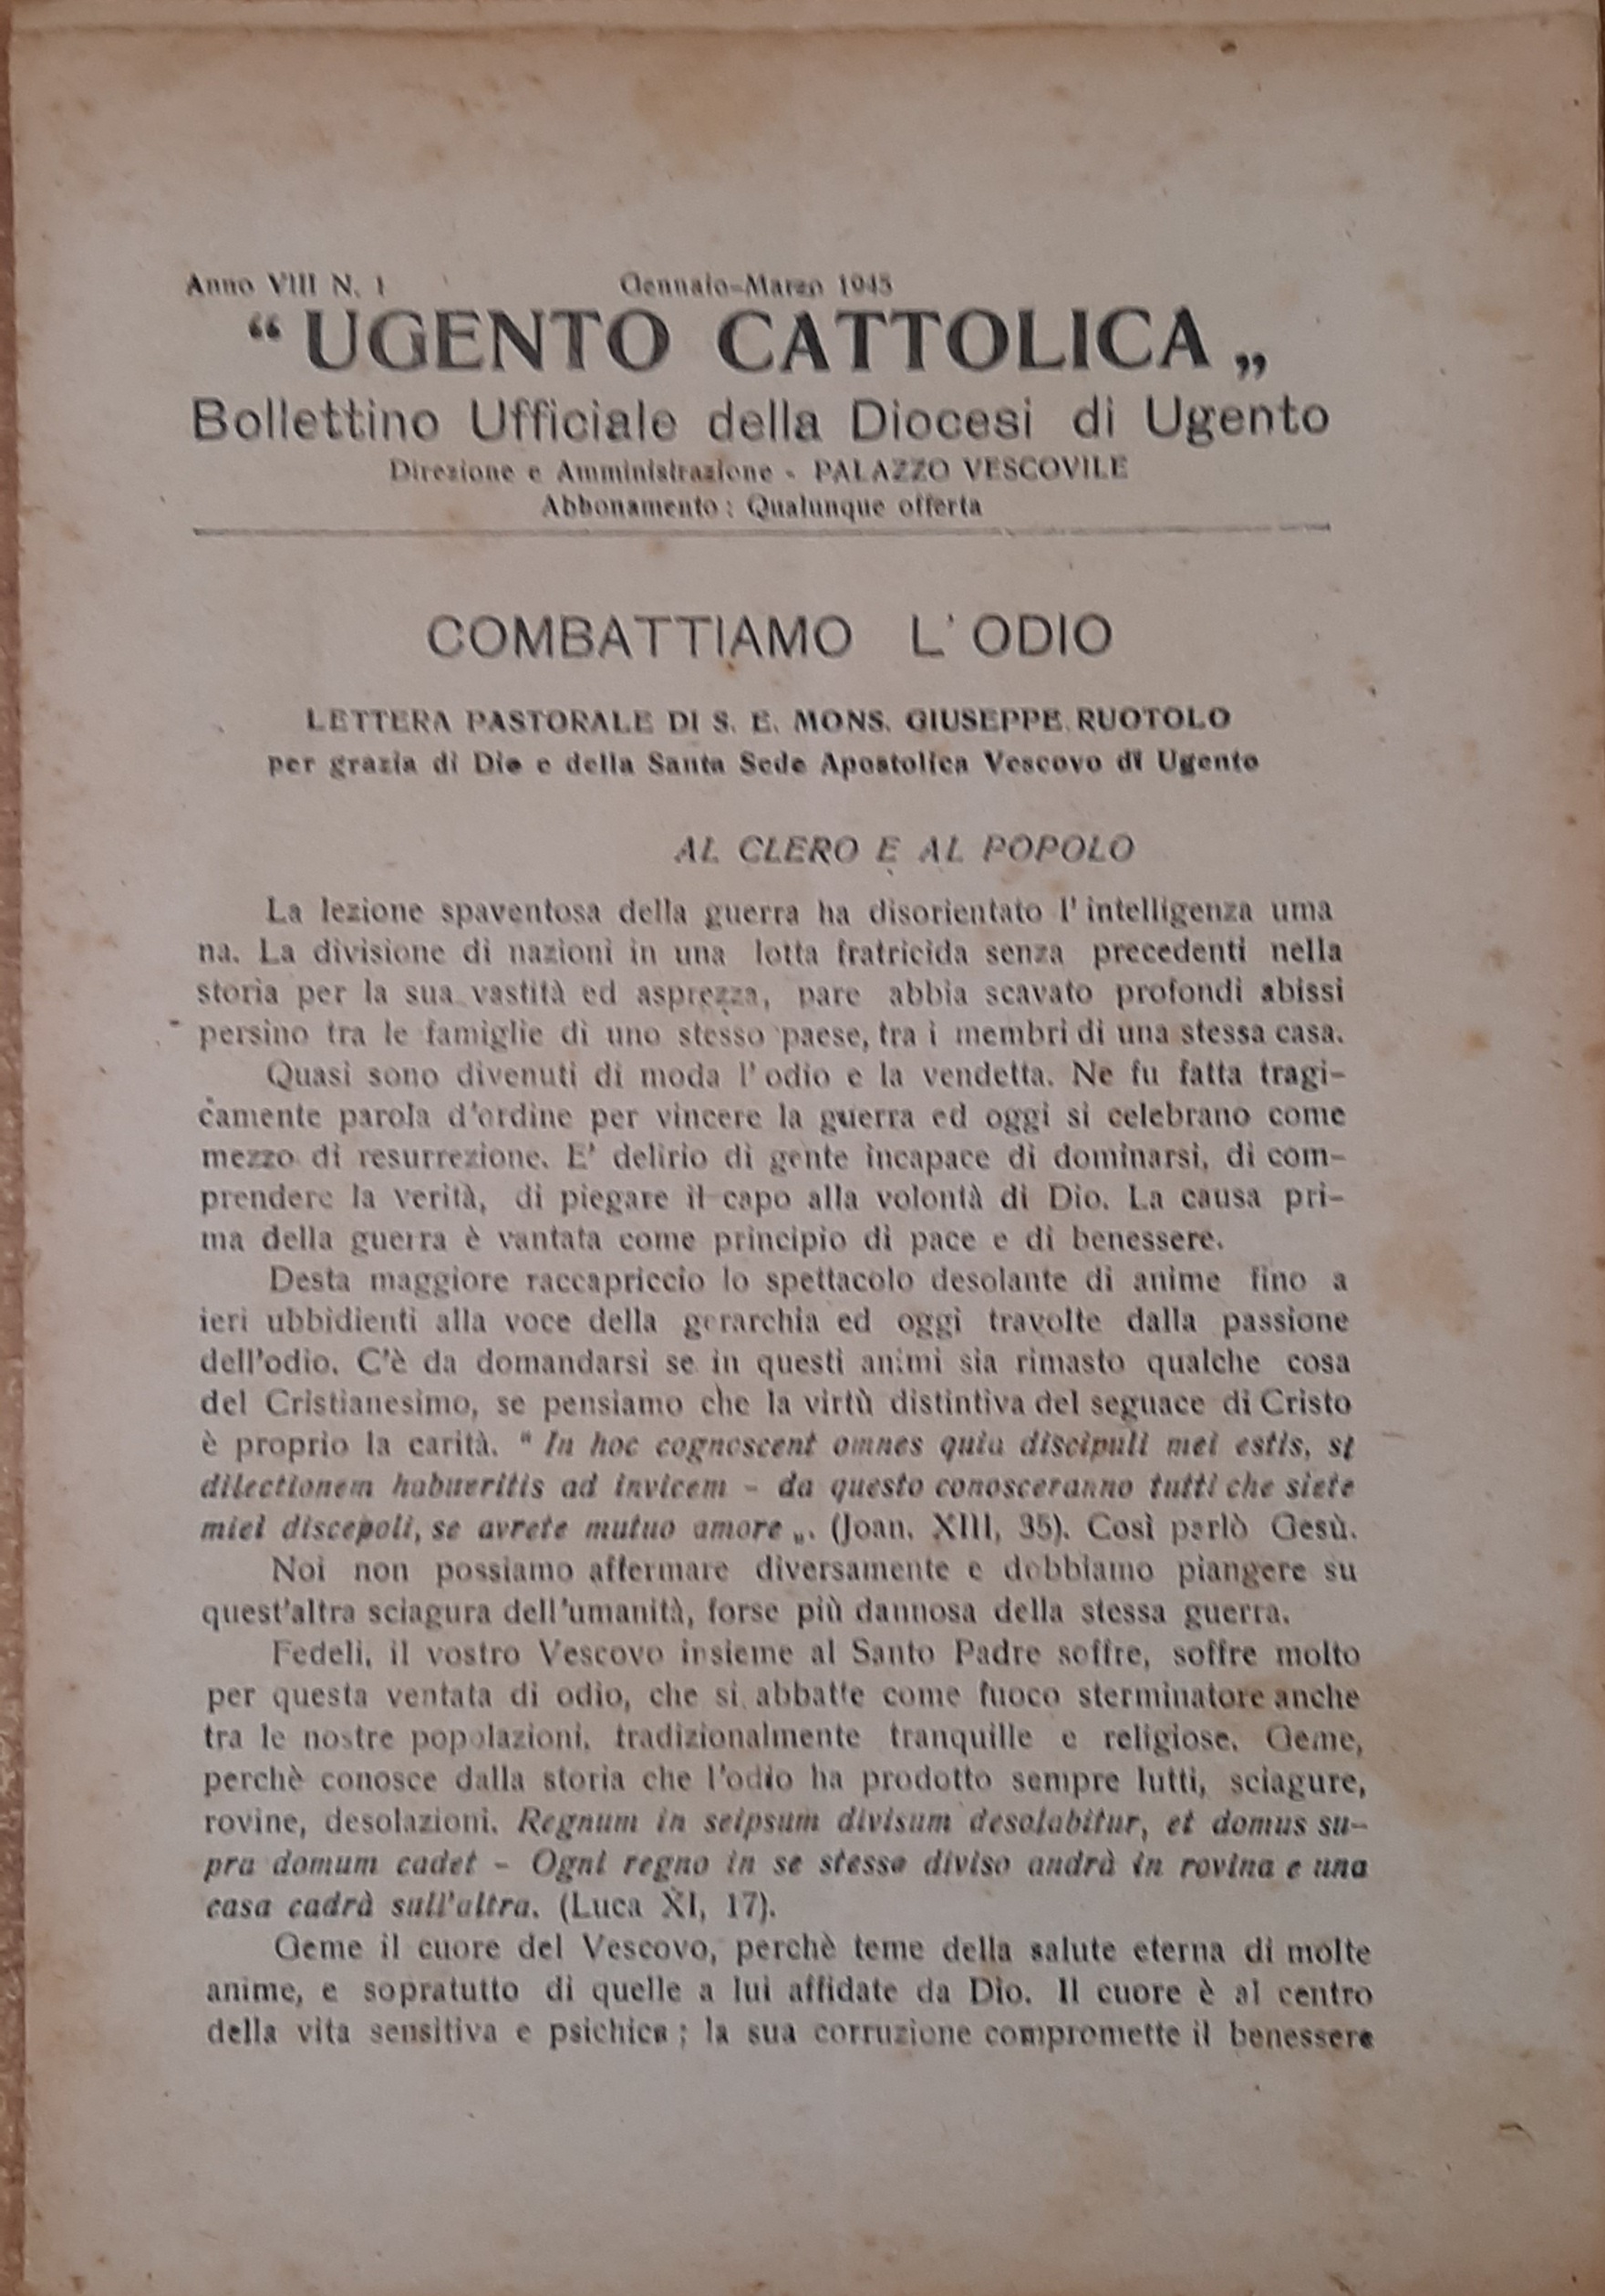 Anno VIII N. 1 Gennaio-Marzo 1945
“ UGENTO CATTOLICA „
Bollettino Ufficiale della Diocesi di Ugento
Direzione e Amministrazione - PALAZZO VESCOVILE
Abbonamento : Qualunque offerta
COMBATTIAMO L' ODIO
LETTERA PASTORALE DI S. E. MONS. GIUSEPPE RUOTOLO
per grazia di Dio e della Santa Sede Apostolica Vescovo di Ugento
AL CLERO E AL POPOLO
La lezione spaventosa della guerra ha disorientato l' intelligenza uma
na. La divisione di nazioni in una lotta fratricida senza precedenti nella
storia per la sua vastità ed asprezza, pare abbia scavato profondi abissi
persino tra le famiglie di uno stesso paese, tra i membri di una stessa casa.
Quasi sono divenuti di moda l' odio e la vendetta. Ne fu fatta tragi-
camente parola d'ordine per vincere la guerra ed oggi si celebrano come
mezzo di resurrezione. E' delirio di gente incapace di dominarsi, di com-
prendere la verità, di piegare il capo alla volontà di Dio. La causa pri-
ma della guerra è vantata come principio di pace e di benessere.
Desta maggiore raccapriccio lo spettacolo desolante di anime fino a
ieri ubbidienti alla voce della gerarchia ed oggi travolte dalla passione
dell'odio. C'è da domandarsi se in questi animi sia rimasto qualche cosa
del Cristianesimo, se pensiamo che la virtù distintiva del seguace di Cristo
è proprio la carità. “ In hoc cognoscent omnes quia discipuli mei estis, si
dilectionem habueritis ad invicem - da questo conosceranno tutti che siete
miei discepoli, se avrete mutuo amore „. (Joan. XIII, 35). Così parlò Gesù.
Noi non possiamo affermare diversamente e dobbiamo piangere su
quest'altra sciagura dell'umanità, forse più dannosa della stessa guerra.
Fedeli, il vostro Vescovo insieme al Santo Padre soffre, soffre molto
per questa ventata di odio, che si abbatte come fuoco sterminatore anche
tra le nostre popolazioni, tradizionalmente tranquille e religiose. Geme,
perchè conosce dalla storia che l'odio ha prodotto sempre lutti, sciagure,
rovine, desolazioni. Regnum in seipsum divisum desolabitur, et domus su-
pra domum cadet - Ogni regno in se stesso diviso andrà in rovina e una
casa cadrà sull'altra. (Luca XI, 17).
Geme il cuore del Vescovo, perchè teme della salute eterna di molte
anime, e sopratutto di quelle a lui affidate da Dio. Il cuore è al centro
della vita sensitiva e psichica ; la sua corruzione compromette il benessere